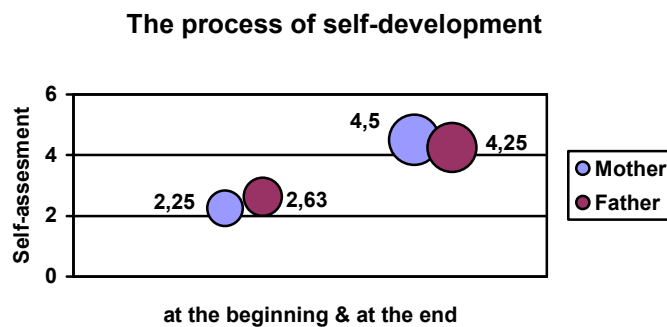 The process of self-development
6
4
2
0
Self-assesment
2,25
2,63
4,5
4,25
Mother
Father
at the beginning & at the end